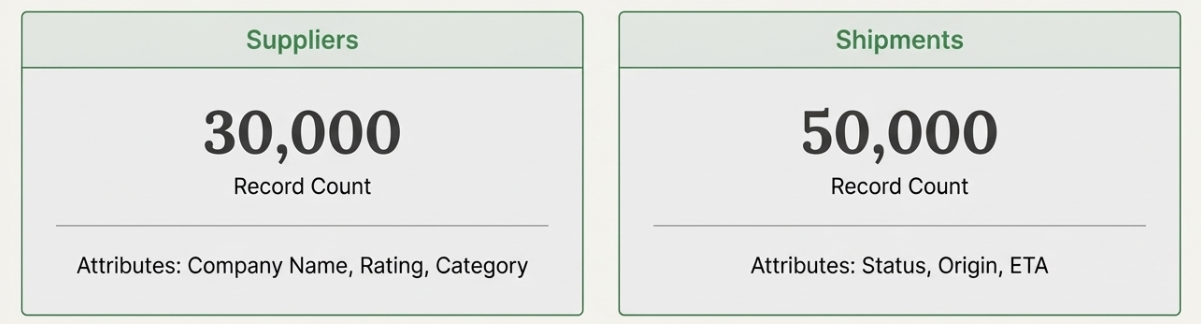 Suppliers
30,000
Record Count
Attributes: Company Name, Rating, Category
Shipments
50,000
Record Count
Attributes: Status, Origin, ETA